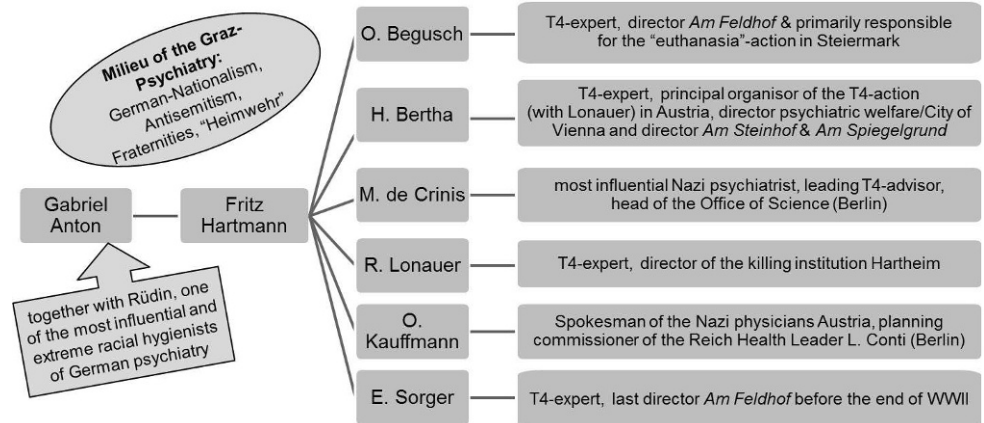 Milieu of the Graz-
Psychiatry:
German-Nationalism,
Antisemitism,
Fraternities, "Heimwehr"
Gabriel
Anton
Fritz
Hartmann
together with Rüdin, one
of the most influential and
extreme racial hygienists
of German psychiatry
O. Begusch
T4-expert, director Am Feldhof & primarily responsible
for the “euthanasia”-action in Steiermark
H. Bertha
T4-expert, principal organisor of the T4-action
(with Lonauer) in Austria, director psychiatric welfare/City of
Vienna and director Am Steinhof & Am Spiegelgrund
M. de Crinis
most influential Nazi psychiatrist, leading T4-advisor,
head of the Office of Science (Berlin)
R. Lonauer
T4-expert, director of the killing institution Hartheim
O.
Kauffmann
Spokesman of the Nazi physicians Austria, planning
commissioner of the Reich Health Leader L. Conti (Berlin)
E. Sorger
T4-expert, last director Am Feldhof before the end of WWII